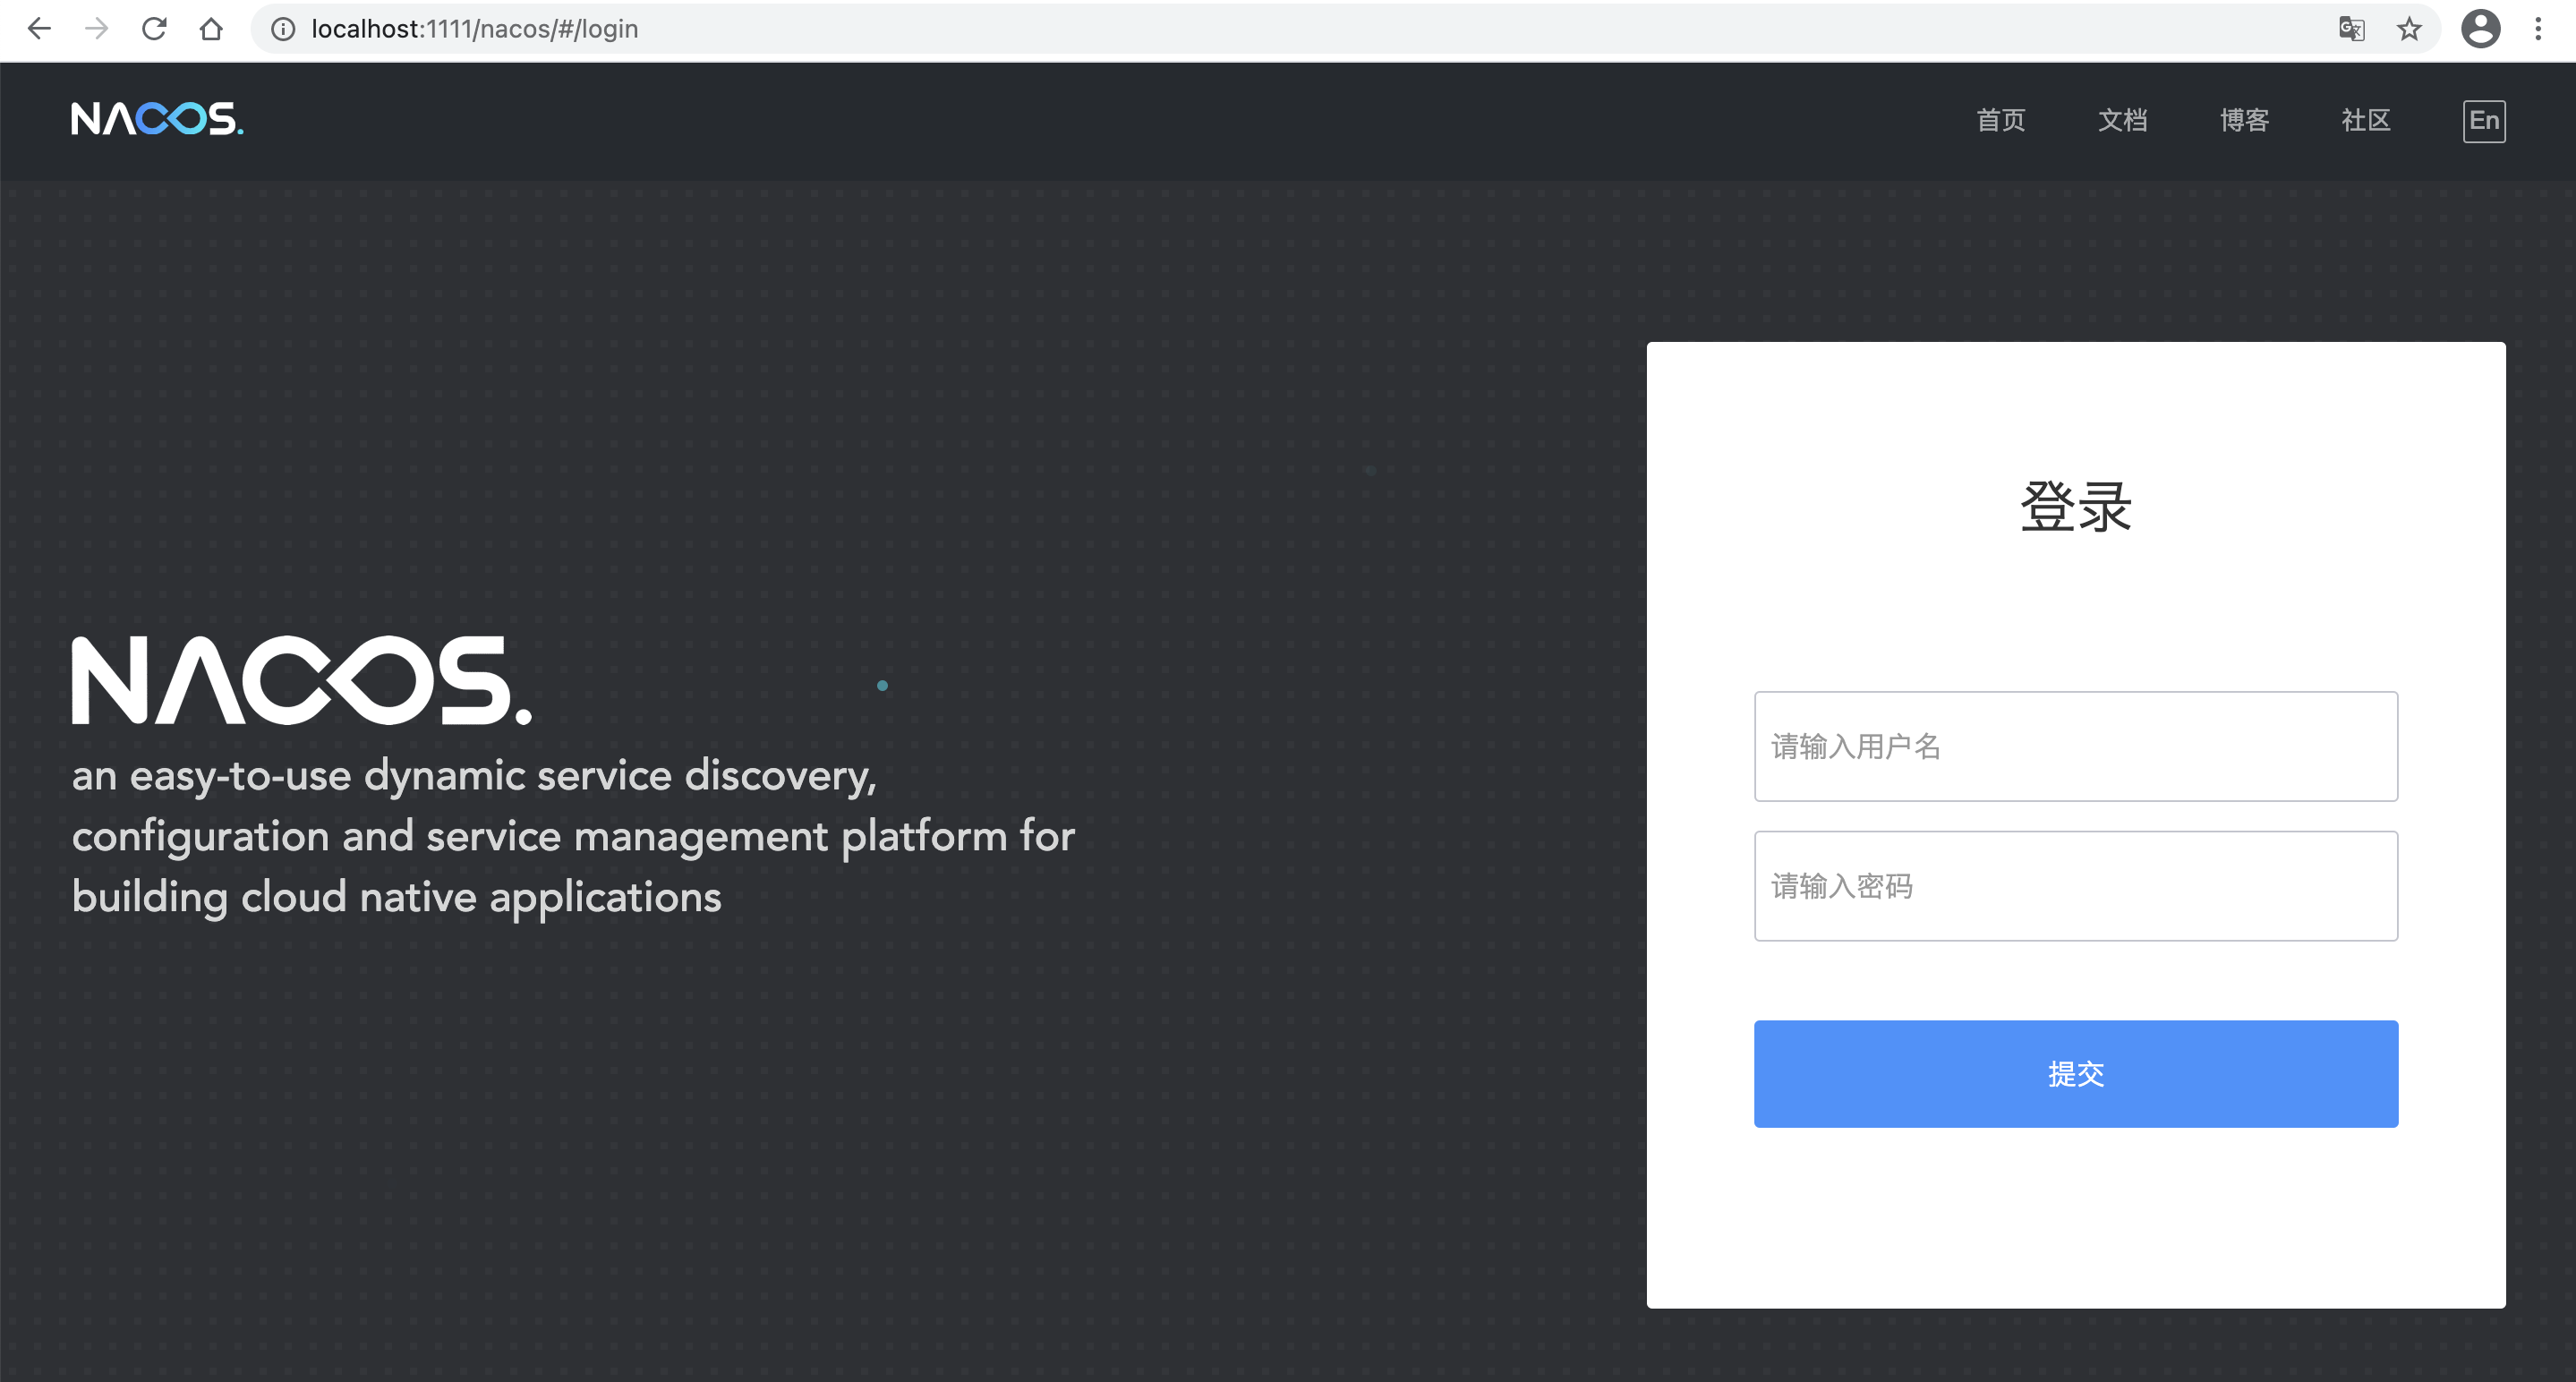 localhost:1111/nacos/#/login
NACOS.
首页 文档 博客 社区 En
登录
NACOS.
an easy-to-use dynamic service discovery,
configuration and service management platform for
building cloud native applications
请输入用户名
请输入密码
提交